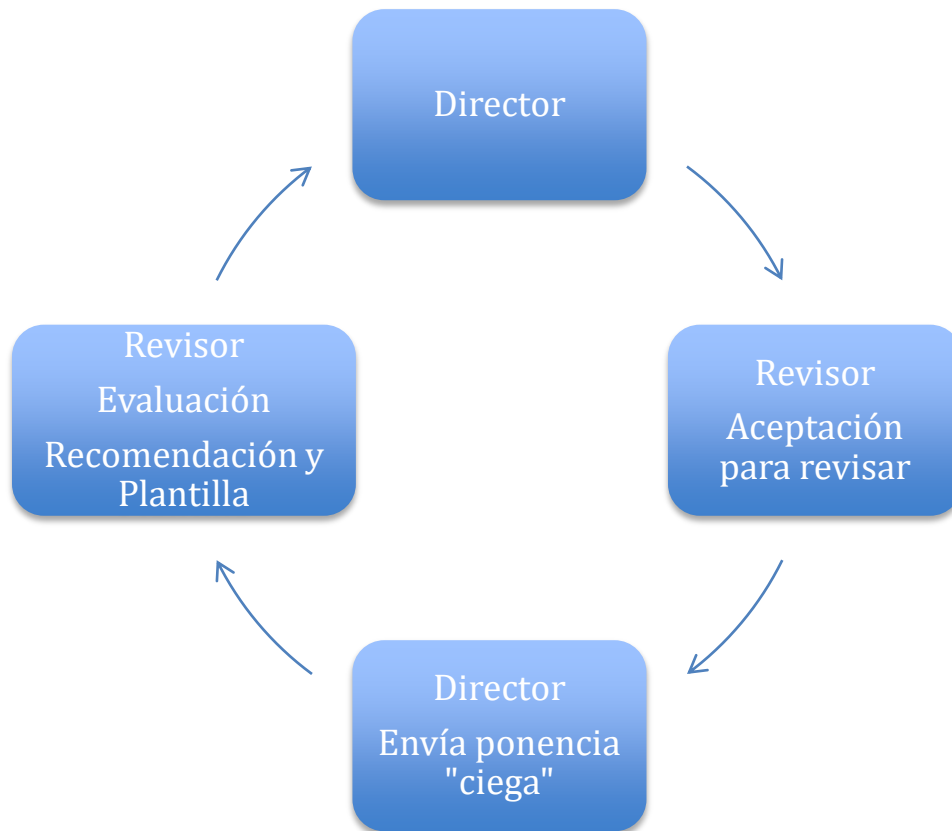 Director
Revisor
Aceptación
para revisar
Director
Envía ponencia
"ciega"
Revisor
Evaluación
Recomendación y
Plantilla